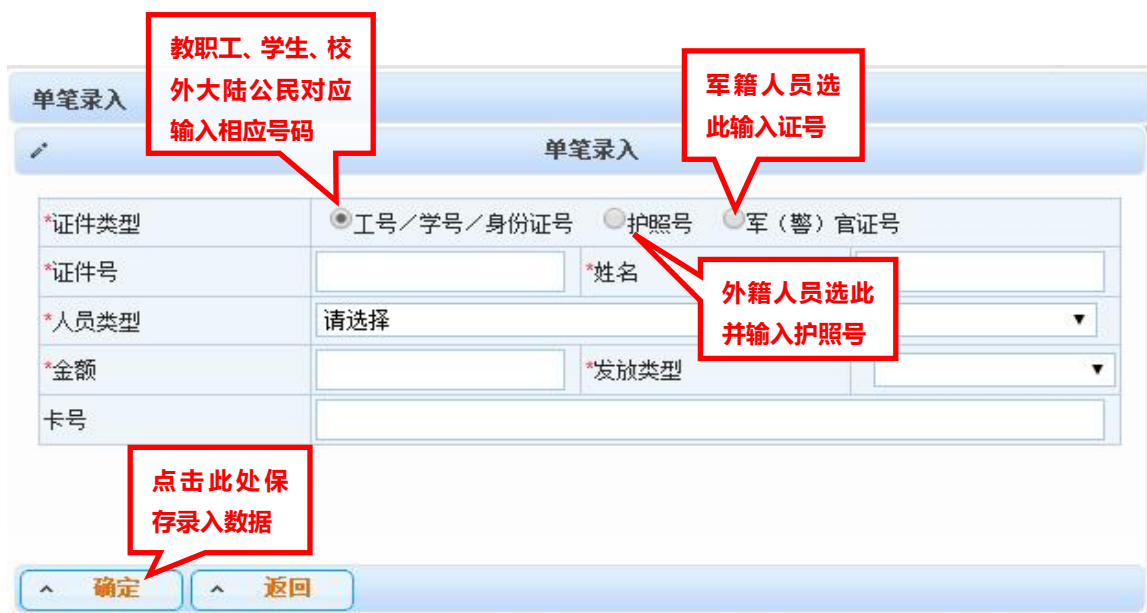 教职工、学生、校
外大陆公民对应
输入相应号码
军籍人员选
此输入证号
单笔录入
单笔录入
*证件类型
工号／学号／身份证号
护照号
军（警）官证号
*证件号
*姓名
外籍人员选此
并输入护照号
*人员类型
请选择
*金额
*发放类型
卡号
点击此处保
存录入数据
确定
返回